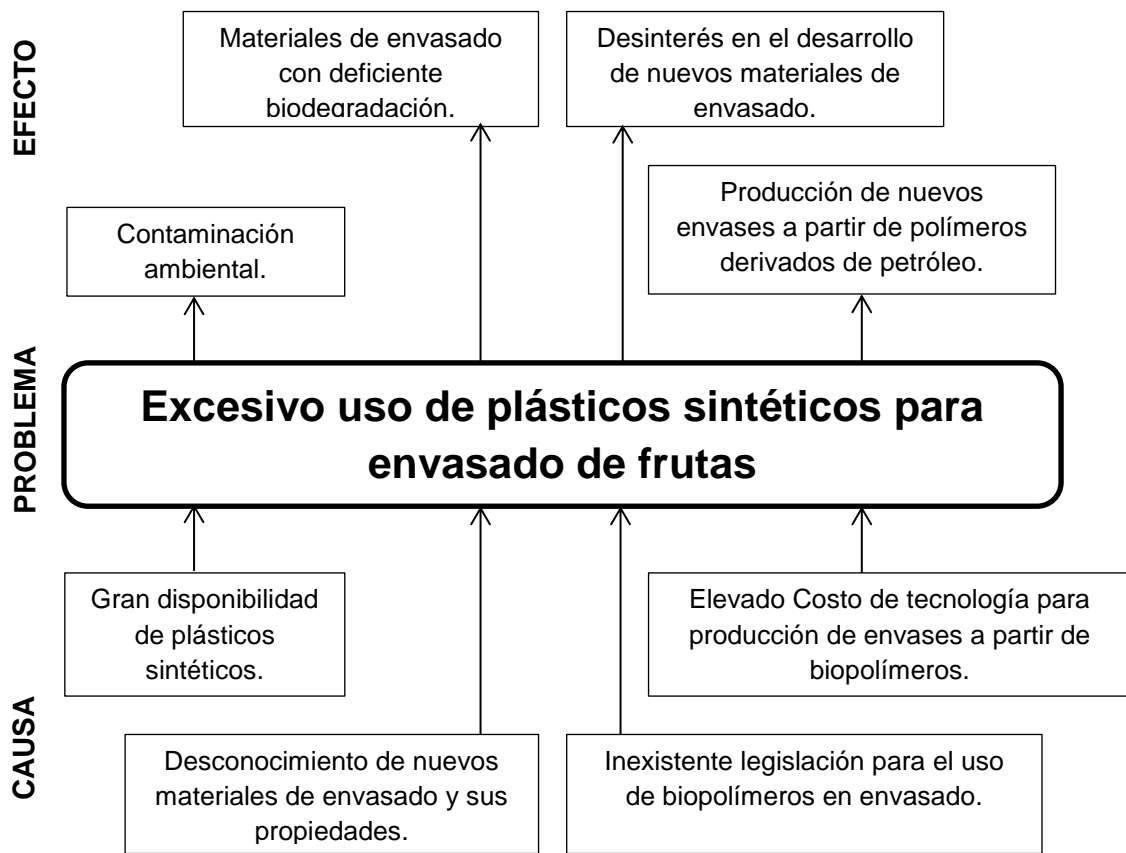 EFECTO
Materiales de envasado
con deficiente
biodegradación.
Desinterés en el desarrollo
de nuevos materiales de
envasado.
Contaminación
ambiental.
Producción de nuevos
envases a partir de polímeros
derivados de petróleo.
PROBLEMA
Excesivo uso de plásticos sintéticos para
envasado de frutas
CAUSA
Gran disponibilidad
de plásticos
sintéticos.
Elevado Costo de tecnología para
producción de envases a partir de
biopolímeros.
Desconocimiento de nuevos
materiales de envasado y sus
propiedades.
Inexistente legislación para el uso
de biopolímeros en envasado.